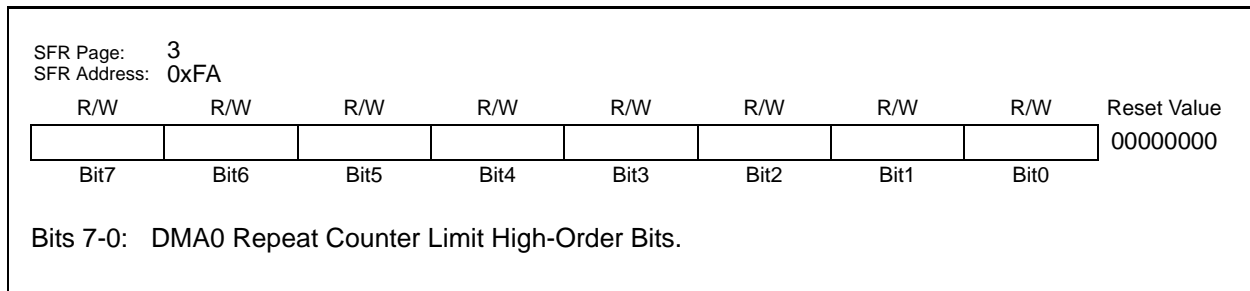 SFR Page: 3
SFR Address: 0xFA
R/W R/W R/W R/W R/W R/W R/W R/W Reset Value
00000000
Bit7 Bit6 Bit5 Bit4 Bit3 Bit2 Bit1 Bit0
Bits 7-0: DMA0 Repeat Counter Limit High-Order Bits.